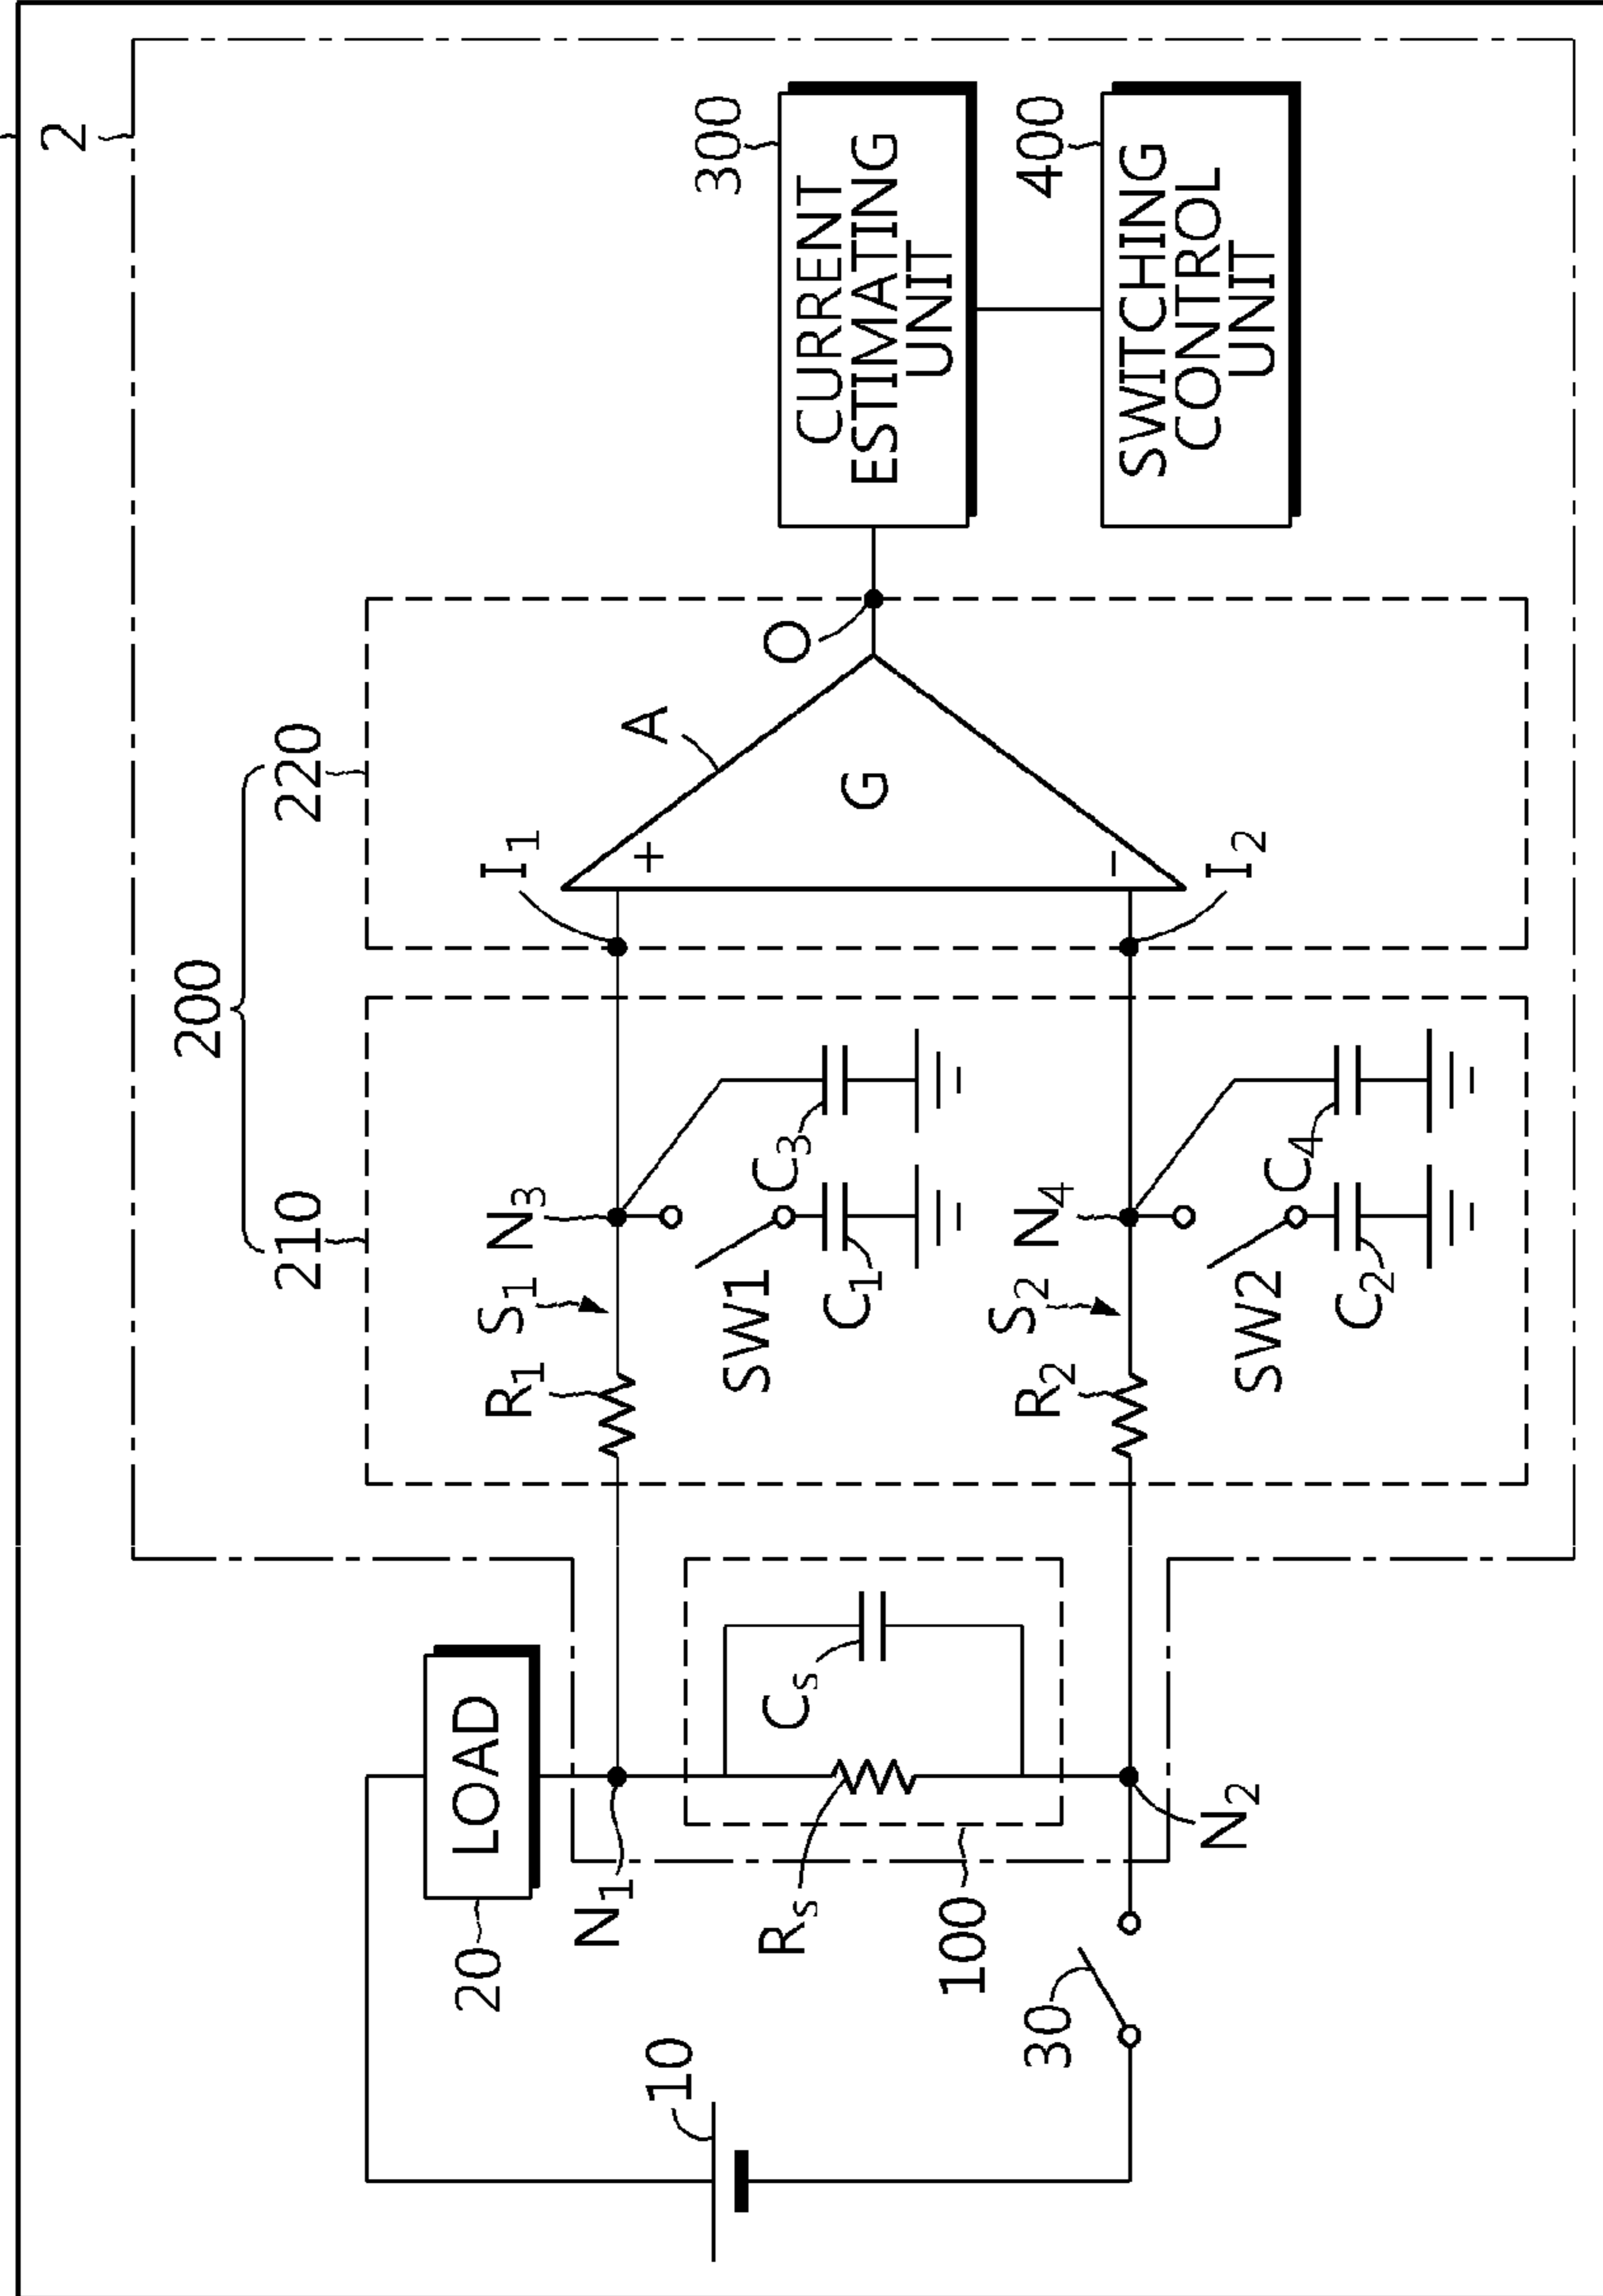 2
200
210
220
300
CURRENT
ESTIMATING
UNIT
400
SWITCHING
CONTROL
UNIT
20
LOAD
10
30
100
N1
N2
Rs
Cs
R1
S1
N3
SW1
C1
C3
R2
S2
N4
SW2
C2
C4
I1
I2
+
−
A
G
O